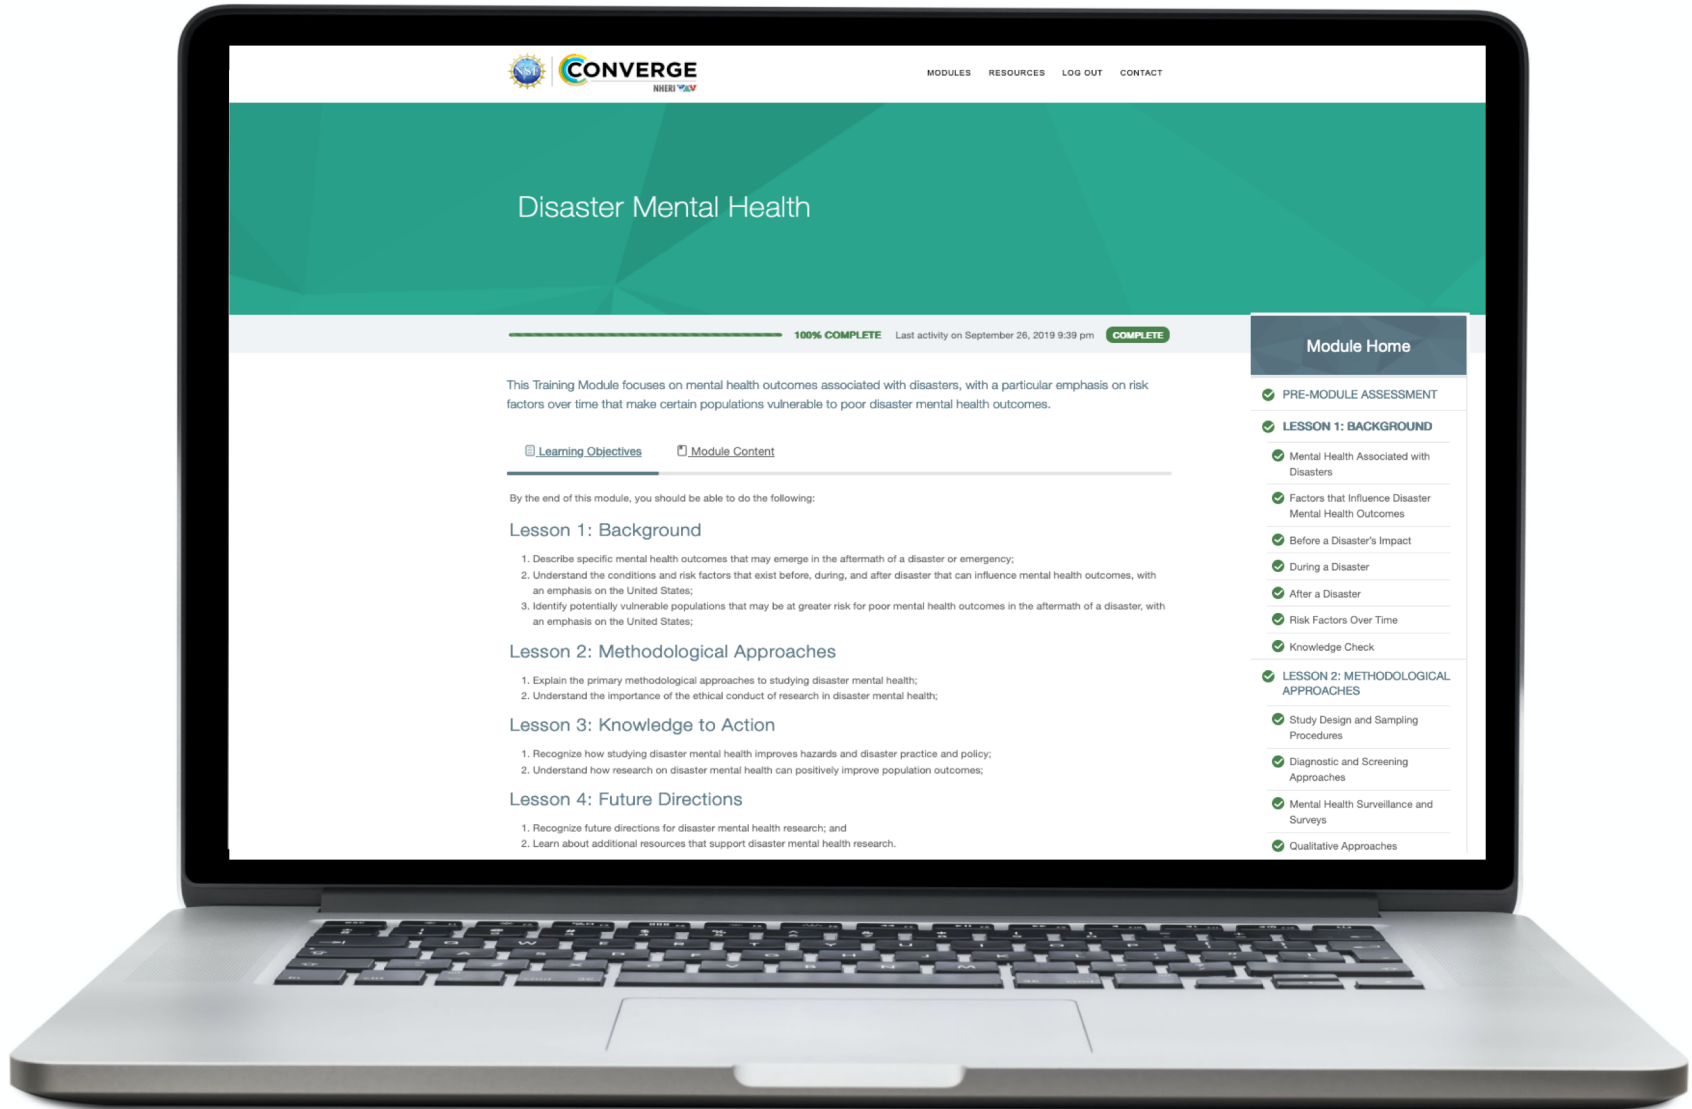 NSF CONVERGE
NHERI
MODULES RESOURCES LOG OUT CONTACT
Disaster Mental Health
100% COMPLETE Last activity on September 26, 2019 9:39 pm COMPLETE
This Training Module focuses on mental health outcomes associated with disasters, with a particular emphasis on risk
factors over time that make certain populations vulnerable to poor disaster mental health outcomes.
Learning Objectives Module Content
By the end of this module, you should be able to do the following:
Lesson 1: Background
1. Describe specific mental health outcomes that may emerge in the aftermath of a disaster or emergency;
2. Understand the conditions and risk factors that exist before, during, and after disaster that can influence mental health outcomes, with
an emphasis on the United States;
3. Identify potentially vulnerable populations that may be at greater risk for poor mental health outcomes in the aftermath of a disaster, with
an emphasis on the United States;
Lesson 2: Methodological Approaches
1. Explain the primary methodological approaches to studying disaster mental health;
2. Understand the importance of the ethical conduct of research in disaster mental health;
Lesson 3: Knowledge to Action
1. Recognize how studying disaster mental health improves hazards and disaster practice and policy;
2. Understand how research on disaster mental health can positively improve population outcomes;
Lesson 4: Future Directions
1. Recognize future directions for disaster mental health research; and
2. Learn about additional resources that support disaster mental health research.
Module Home
PRE-MODULE ASSESSMENT
LESSON 1: BACKGROUND
Mental Health Associated with
Disasters
Factors that Influence Disaster
Mental Health Outcomes
Before a Disaster's Impact
During a Disaster
After a Disaster
Risk Factors Over Time
Knowledge Check
LESSON 2: METHODOLOGICAL
APPROACHES
Study Design and Sampling
Procedures
Diagnostic and Screening
Approaches
Mental Health Surveillance and
Surveys
Qualitative Approaches